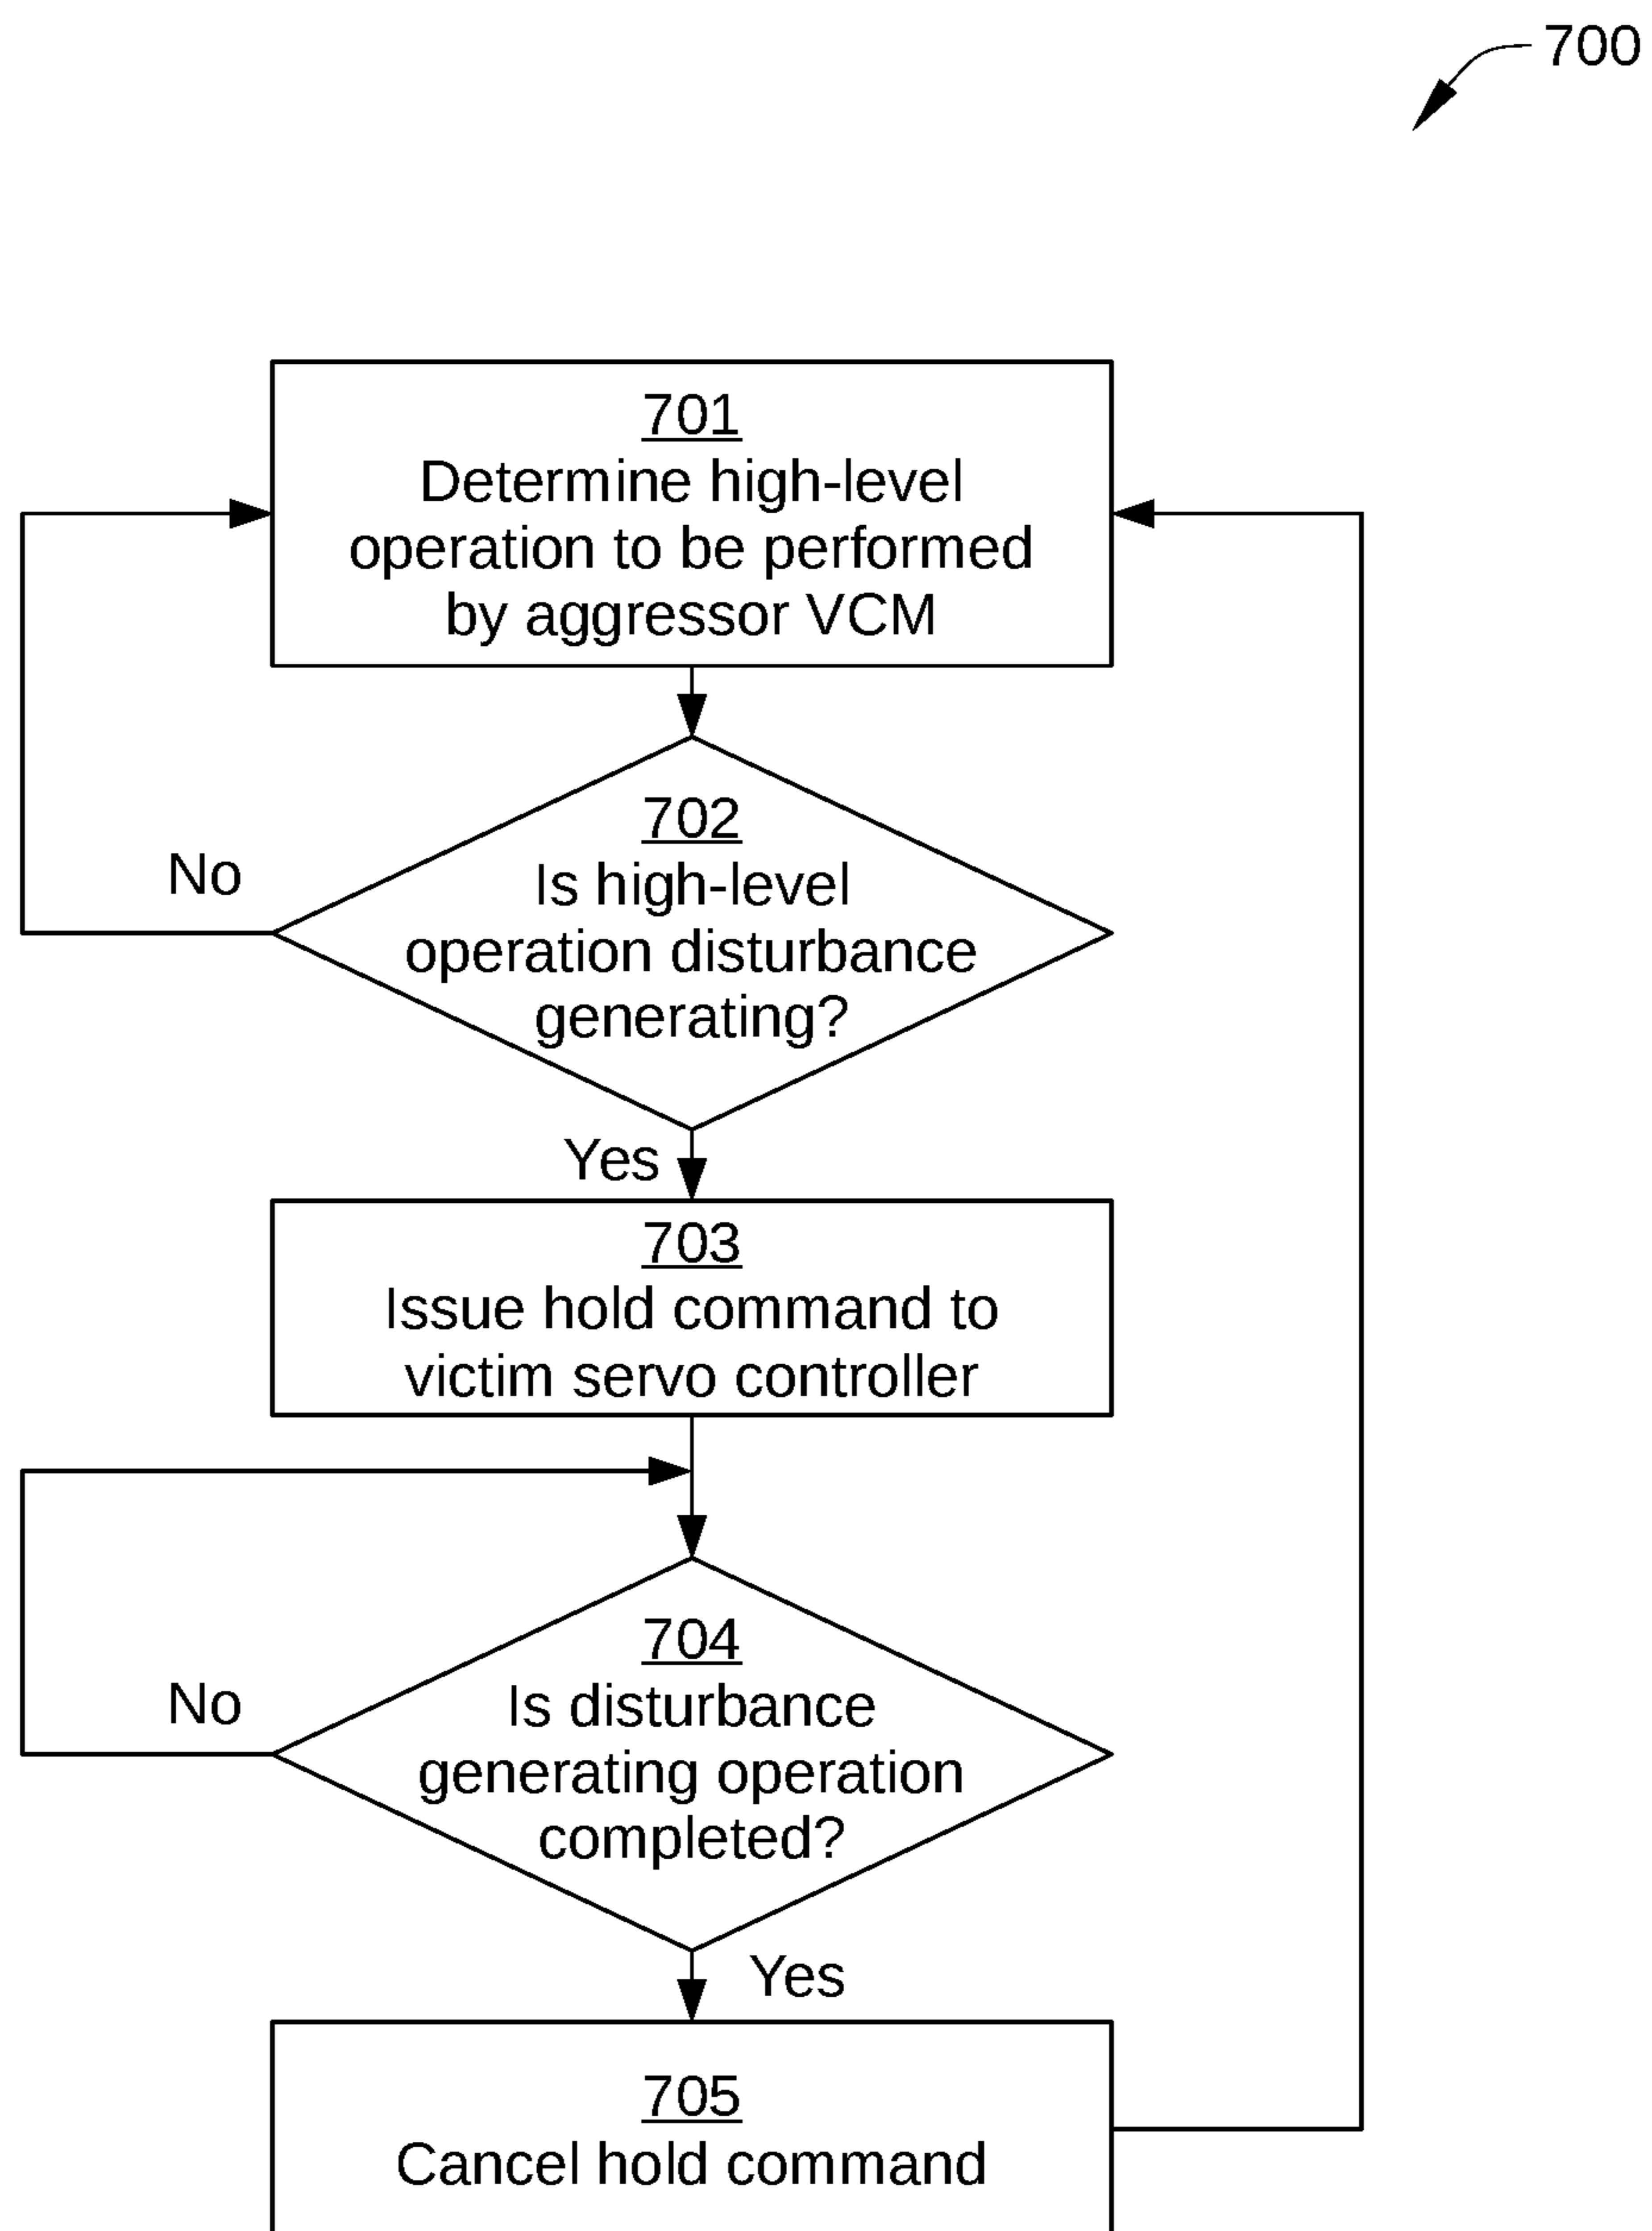 700
701
Determine high-level
operation to be performed
by aggressor VCM
702
Is high-level
operation disturbance
generating?
No
Yes
703
Issue hold command to
victim servo controller
704
Is disturbance
generating operation
completed?
No
Yes
705
Cancel hold command